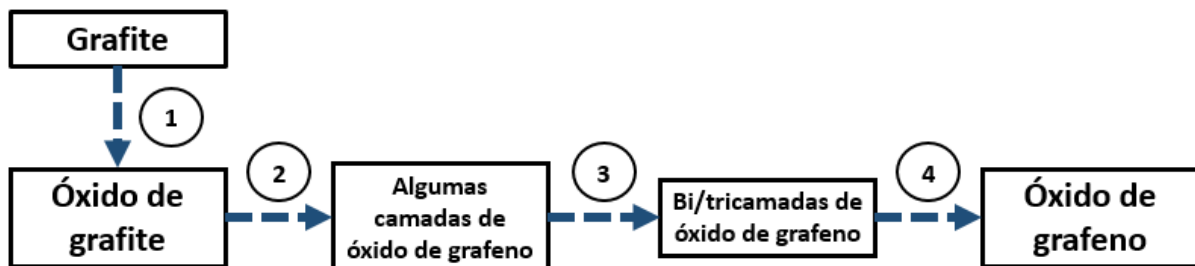 Grafite
1
Óxido de
grafite
2
Algumas
camadas de
óxido de grafeno
3
Bi/tricamadas de
óxido de grafeno
4
Óxido de
grafeno